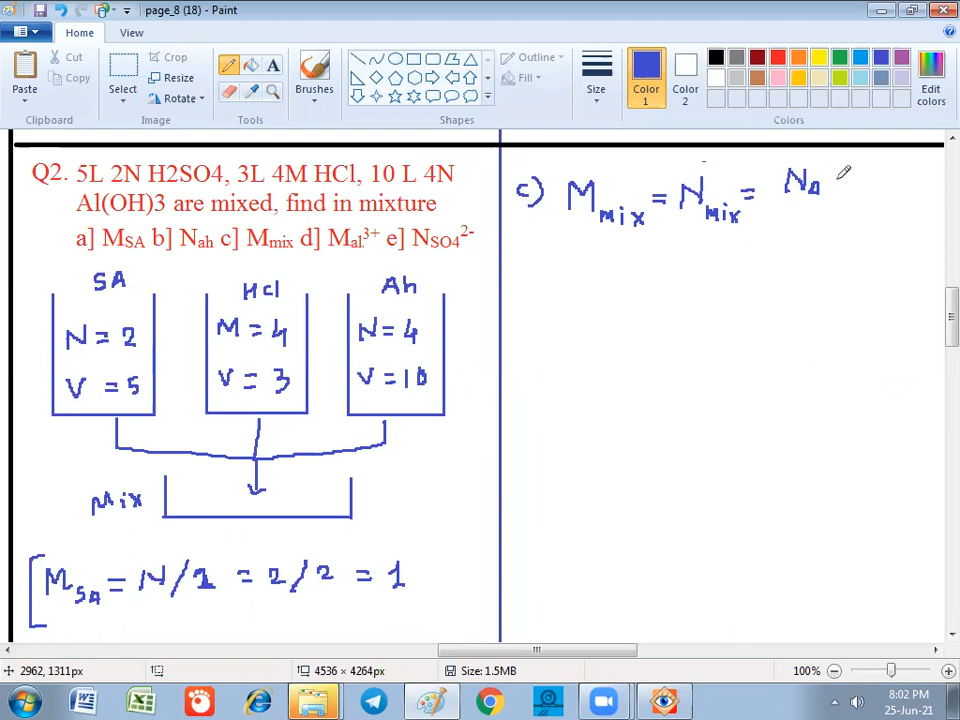 page_8 (18) - Paint
Home View
Paste
Cut
Copy
Clipboard
Select
Crop
Resize
Rotate
Image
A
Tools
Brushes
Outline
Fill
Shapes
Size
Color 1
Color 2
Edit colors
Colors
Q2. 5L 2N H2SO4, 3L 4M HCl, 10 L 4N
Al(OH)3 are mixed, find in mixture
a] MSA b] Nah c] Mmix d] Mal3+ e] NSO42-
SA
N = 2
V = 5
HCl
M = 4
V = 3
Ah
N = 4
V = 10
Mix
MSA = N/2 = 2/2 = 1
c) Mmix = Nmix = NA
2962, 1311px
4536 × 4264px
Size: 1.5MB
100%
8:02 PM
25-Jun-21